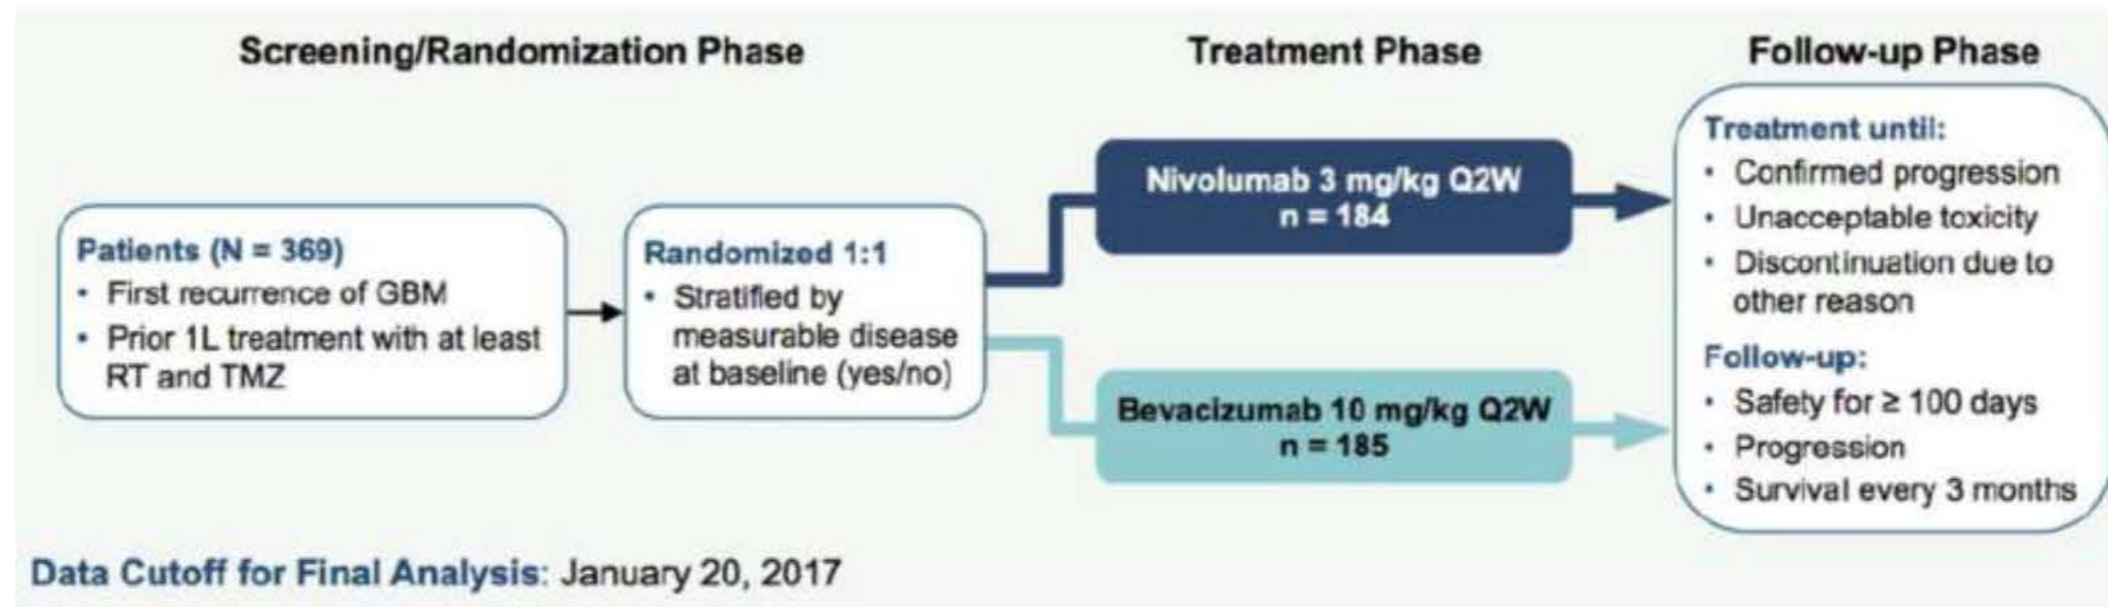 Screening/Randomization Phase
Treatment Phase
Follow-up Phase
Patients (N = 369)
• First recurrence of GBM
• Prior 1L treatment with at least
RT and TMZ
Randomized 1:1
• Stratified by
measurable disease
at baseline (yes/no)
Nivolumab 3 mg/kg Q2W
n = 184
Bevacizumab 10 mg/kg Q2W
n = 185
Treatment until:
• Confirmed progression
• Unacceptable toxicity
• Discontinuation due to
other reason
Follow-up:
• Safety for ≥ 100 days
• Progression
• Survival every 3 months
Data Cutoff for Final Analysis: January 20, 2017